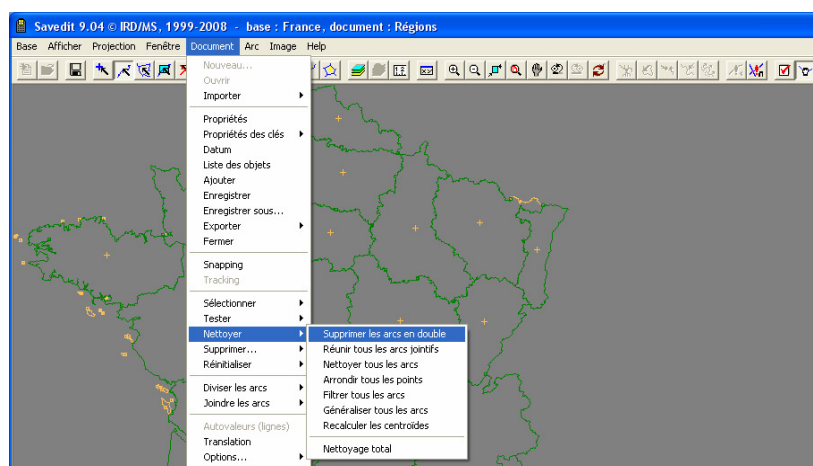 Savedit 9.04 © IRD/MS, 1999-2008 - base : France, document : Régions
Base Afficher Projection Fenêtre Document Arc Image Help
Nouveau...
Ouvrir
Importer
Propriétés
Propriétés des clés
Datum
Liste des objets
Ajouter
Enregistrer
Enregistrer sous...
Exporter
Fermer
Snapping
Tracking
Sélectionner
Tester
Nettoyer
Supprimer...
Réinitialiser
Diviser les arcs
Joindre les arcs
Autovaleurs (lignes)
Translation
Options...
Supprimer les arcs en double
Réunir tous les arcs jointifs
Nettoyer tous les arcs
Arrondir tous les points
Filtrer tous les arcs
Généraliser tous les arcs
Recalculer les centroïdes
Nettoyage total